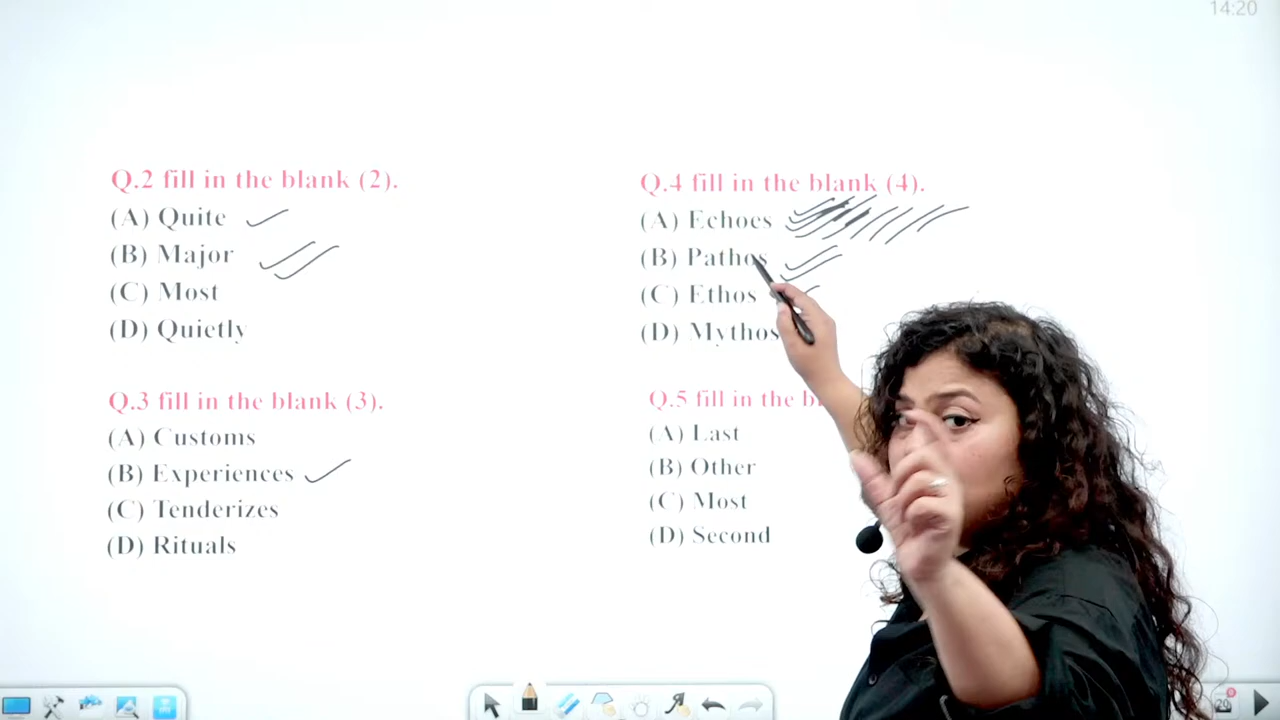 14:20
Q.2 fill in the blank (2).
(A) Quite
(B) Major
(C) Most
(D) Quietly
Q.3 fill in the blank (3).
(A) Customs
(B) Experiences
(C) Tenderizes
(D) Rituals
Q.4 fill in the blank (4).
(A) Echoes
(B) Pathos
(C) Ethos
(D) Mythos
Q.5 fill in the
(A) Last
(B) Other
(C) Most
(D) Second
20